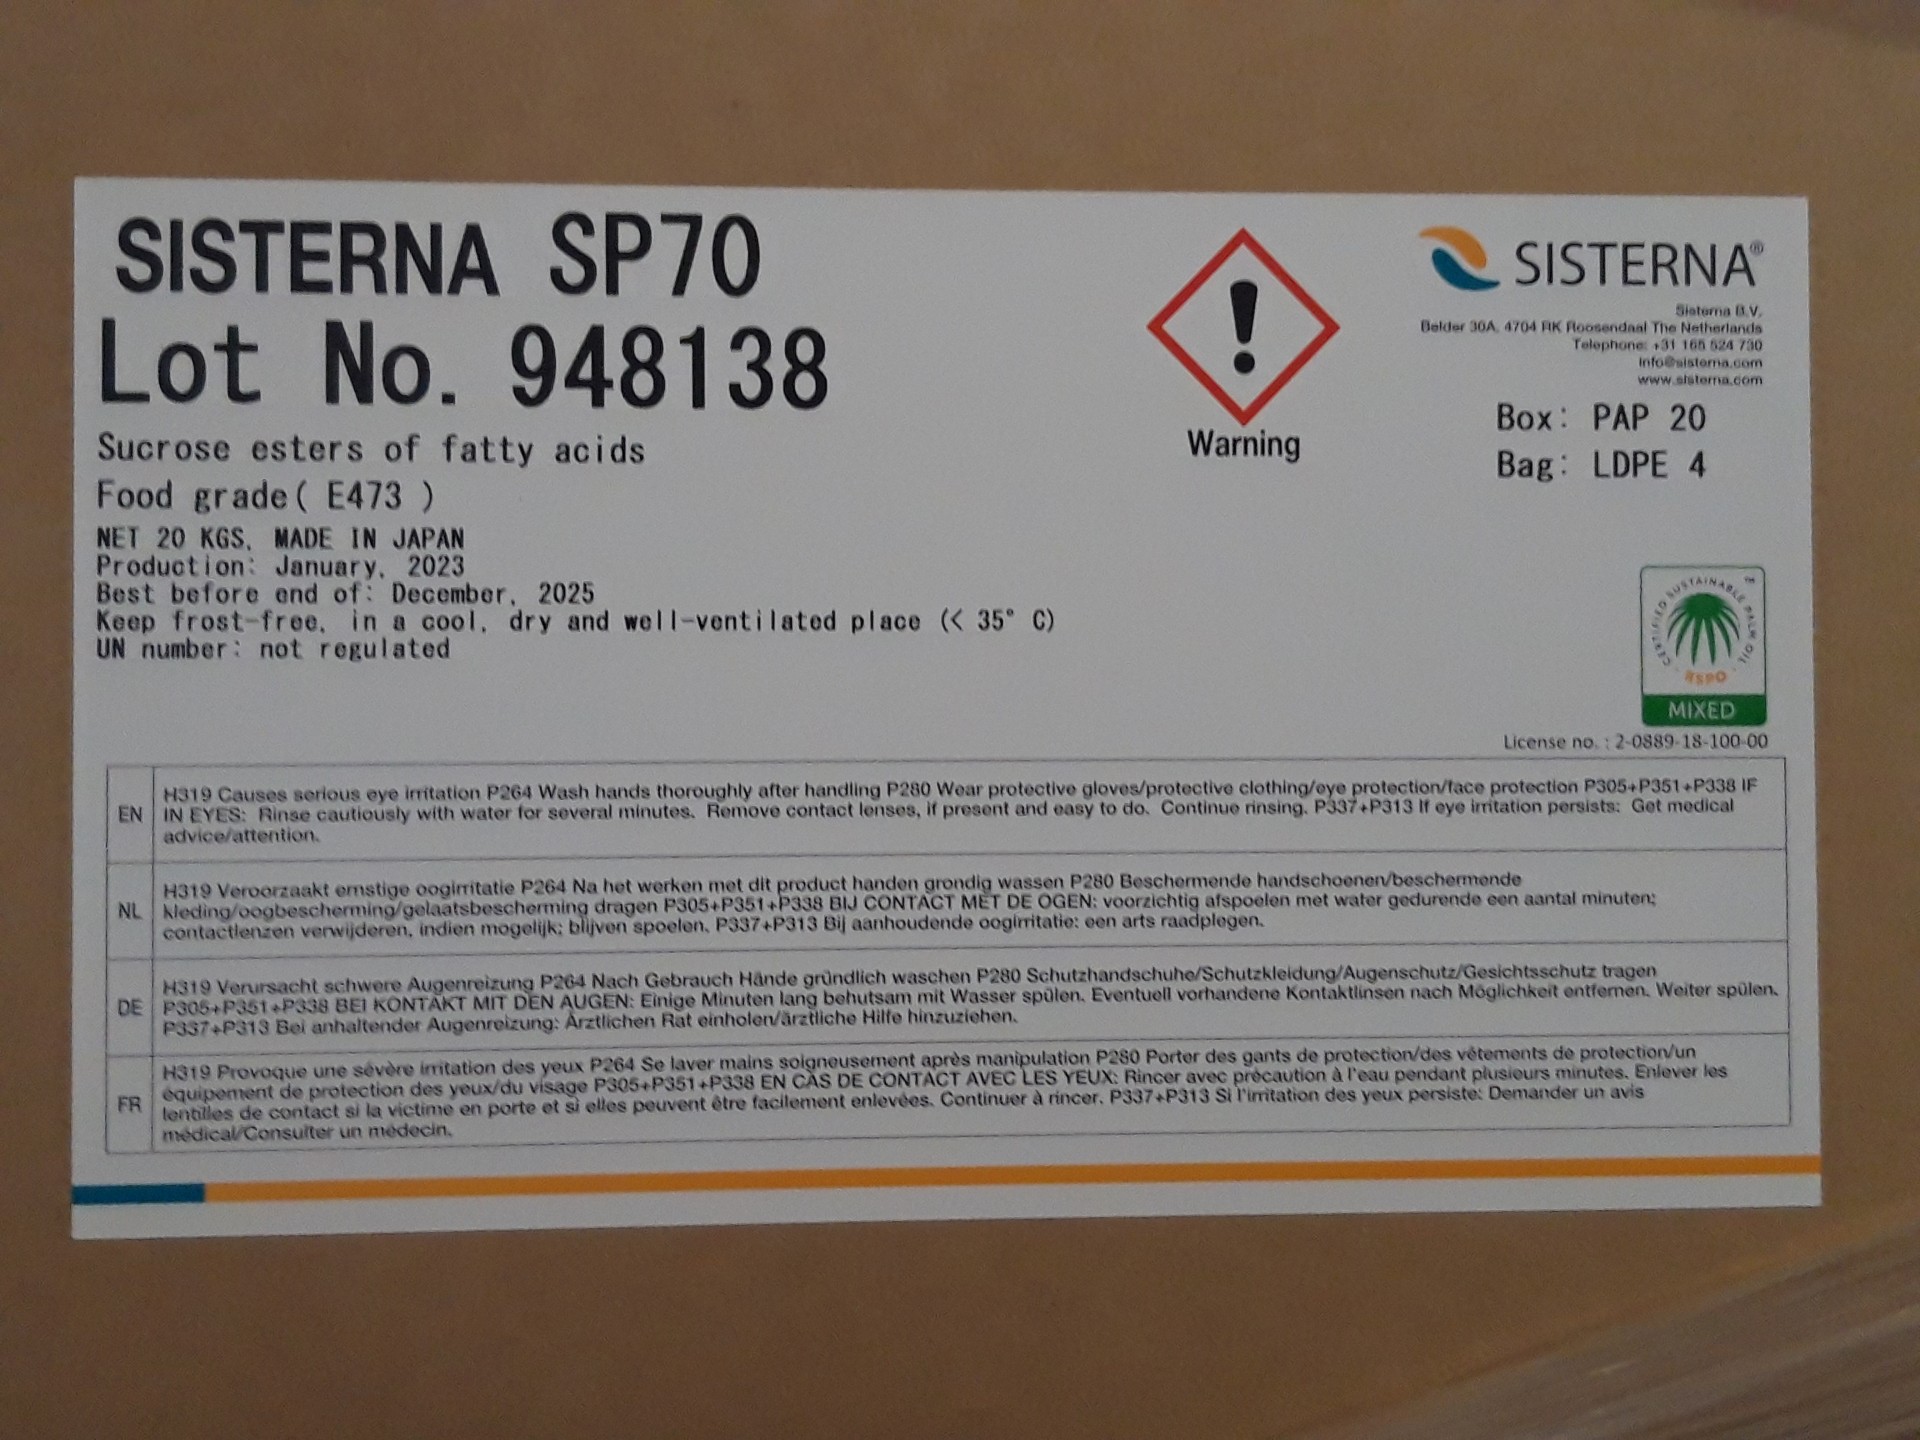 SISTERNA SP70
Lot No. 948138
Sucrose esters of fatty acids
Food grade( E473 )
NET 20 KGS. MADE IN JAPAN
Production: January, 2023
Best before end of: December, 2025
Keep frost-free, in a cool, dry and well-ventilated place (< 35° C)
UN number: not regulated
Warning
SISTERNA®
Sisterna B.V.
Belder 30A, 4704 RK Roosendaal The Netherlands
Telephone: +31 165 524 730
info@sisterna.com
www.sisterna.com
Box: PAP 20
Bag: LDPE 4
CERTIFIED SUSTAINABLE PALM OIL ™
RSPO
MIXED
License no. : 2-0889-18-100-00
EN
H319 Causes serious eye irritation P264 Wash hands thoroughly after handling P280 Wear protective gloves/protective clothing/eye protection/face protection P305+P351+P338 IF
IN EYES: Rinse cautiously with water for several minutes. Remove contact lenses, if present and easy to do. Continue rinsing. P337+P313 If eye irritation persists: Get medical
advice/attention.
NL
H319 Veroorzaakt ernstige oogirritatie P264 Na het werken met dit product handen grondig wassen P280 Beschermende handschoenen/beschermende
kleding/oogbescherming/gelaatsbescherming dragen P305+P351+P338 BIJ CONTACT MET DE OGEN: voorzichtig afspoelen met water gedurende een aantal minuten;
contactlenzen verwijderen, indien mogelijk; blijven spoelen. P337+P313 Bij aanhoudende oogirritatie: een arts raadplegen.
DE
H319 Verursacht schwere Augenreizung P264 Nach Gebrauch Hände gründlich waschen P280 Schutzhandschuhe/Schutzkleidung/Augenschutz/Gesichtsschutz tragen
P305+P351+P338 BEI KONTAKT MIT DEN AUGEN: Einige Minuten lang behutsam mit Wasser spülen. Eventuell vorhandene Kontaktlinsen nach Möglichkeit entfernen. Weiter spülen.
P337+P313 Bei anhaltender Augenreizung: Ärztlichen Rat einholen/ärztliche Hilfe hinzuziehen.
FR
H319 Provoque une sévère irritation des yeux P264 Se laver mains soigneusement après manipulation P280 Porter des gants de protection/des vêtements de protection/un
équipement de protection des yeux/du visage P305+P351+P338 EN CAS DE CONTACT AVEC LES YEUX: Rincer avec précaution à l'eau pendant plusieurs minutes. Enlever les
lentilles de contact si la victime en porte et si elles peuvent être facilement enlevées. Continuer à rincer. P337+P313 Si l'irritation des yeux persiste: Demander un avis
médical/Consulter un médecin.